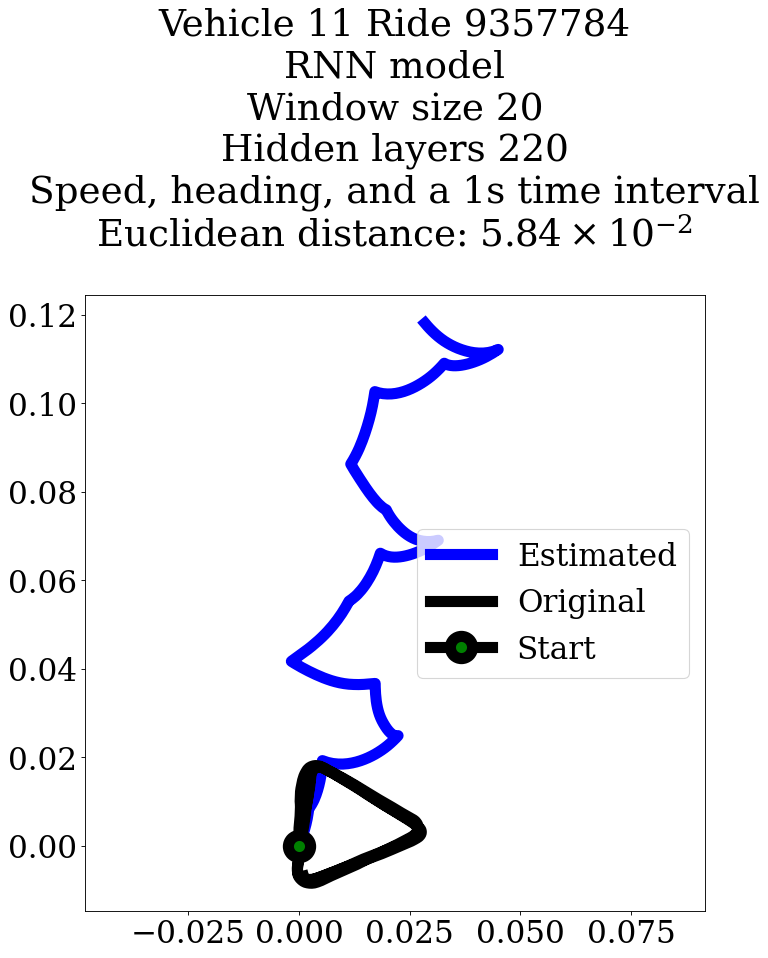 Vehicle 11 Ride 9357784
RNN model
Window size 20
Hidden layers 220
Speed, heading, and a 1s time interval
Euclidean distance: 5.84 × 10⁻²
0.12
0.10
0.08
0.06
0.04
0.02
0.00
Estimated
Original
Start
−0.025 0.000 0.025 0.050 0.075